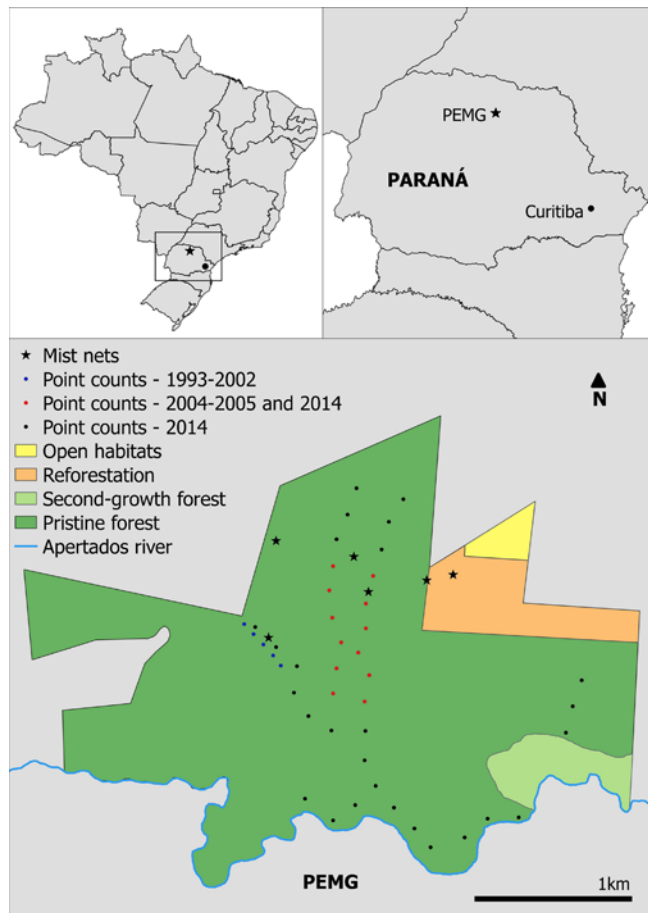 PEMG
PARANÁ
Curitiba
Mist nets
Point counts - 1993-2002
Point counts - 2004-2005 and 2014
Point counts - 2014
Open habitats
Reforestation
Second-growth forest
Pristine forest
Apertados river
N
PEMG
1km